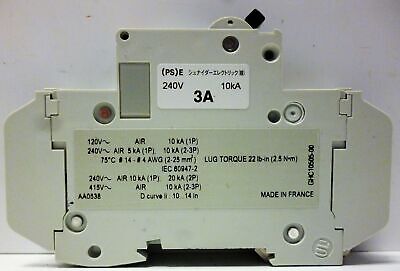 (PS)E シュナイダーエレクトリック㈱
240V 10kA
3A
120V～ AIR 10 kA (1P)
240V～ AIR 5 kA (1P); 10 kA (2-3P)
75°C # 14 - # 4 AWG (2-25 mm²) LUG TORQUE 22 lb-in (2.5 N•m)
IEC 60947-2
240V～ AIR 10 kA (1P); 20 kA (2P)
415V～ AIR 10 kA (2-3P)
AA0538 D curve Ii : 10 .. 14 In
MADE IN FRANCE
GHC10505-00